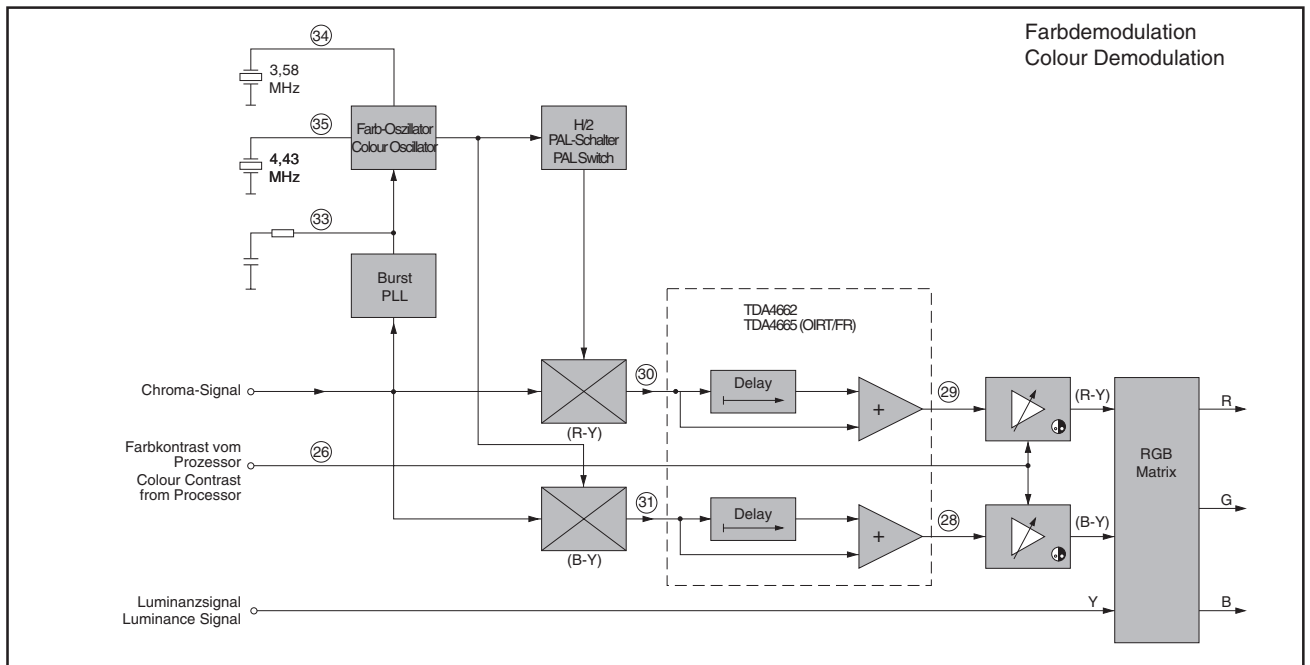 Farbdemodulation
Colour Demodulation
34
3,58
MHz
35
4,43
MHz
Farb-Oszillator
Colour Oscillator
H/2
PAL-Schalter
PAL Switch
33
Burst
PLL
TDA4662
TDA4665 (OIRT/FR)
Chroma-Signal
30
(R-Y)
Delay
+
29
(R-Y)
R
Farbkontrast vom
Prozessor
Colour Contrast
from Processor
26
RGB
Matrix
G
31
(B-Y)
Delay
+
28
(B-Y)
Luminanzsignal
Luminance Signal
Y
B